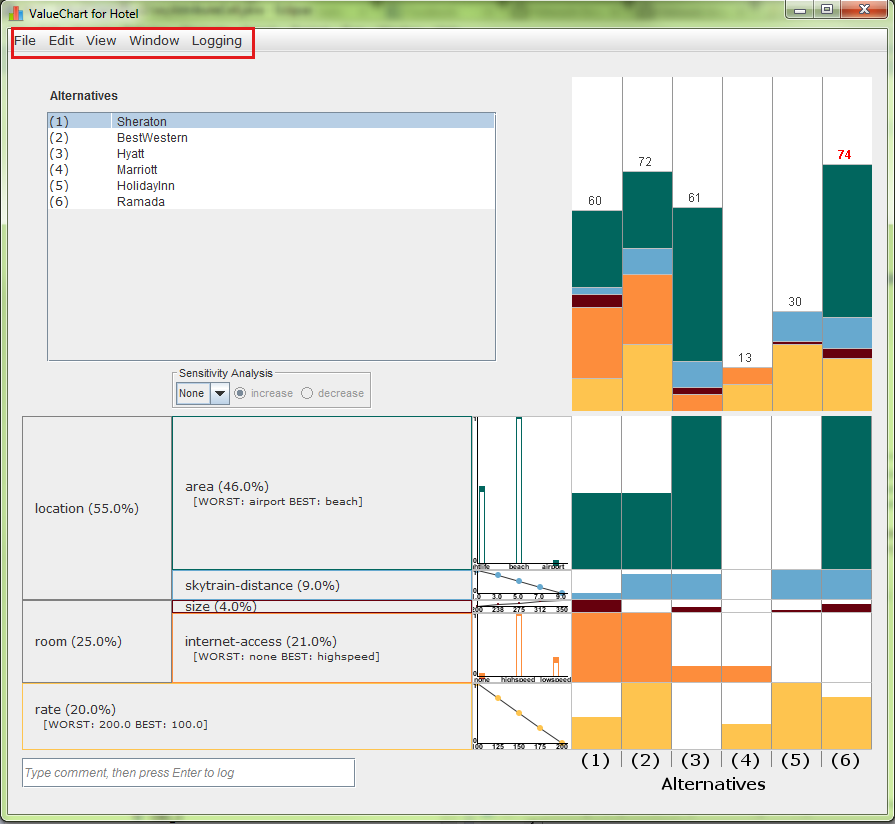 ValueChart for Hotel
File Edit View Window Logging
Alternatives
(1) Sheraton
(2) BestWestern
(3) Hyatt
(4) Marriott
(5) HolidayInn
(6) Ramada
60 72 61 13 30 74
Sensitivity Analysis
None increase decrease
location (55.0%)
area (46.0%)
[WORST: airport BEST: beach]
1
0
beach airport
skytrain-distance (9.0%)
1
0
1.0 3.0 5.0 7.0 9.0
size (4.0%)
200 238 275 312 350
room (25.0%)
internet-access (21.0%)
[WORST: none BEST: highspeed]
1
0
none highspeed lowspeed
rate (20.0%)
[WORST: 200.0 BEST: 100.0]
1
0
100 125 150 175 200
(1) (2) (3) (4) (5) (6)
Alternatives
Type comment, then press Enter to log